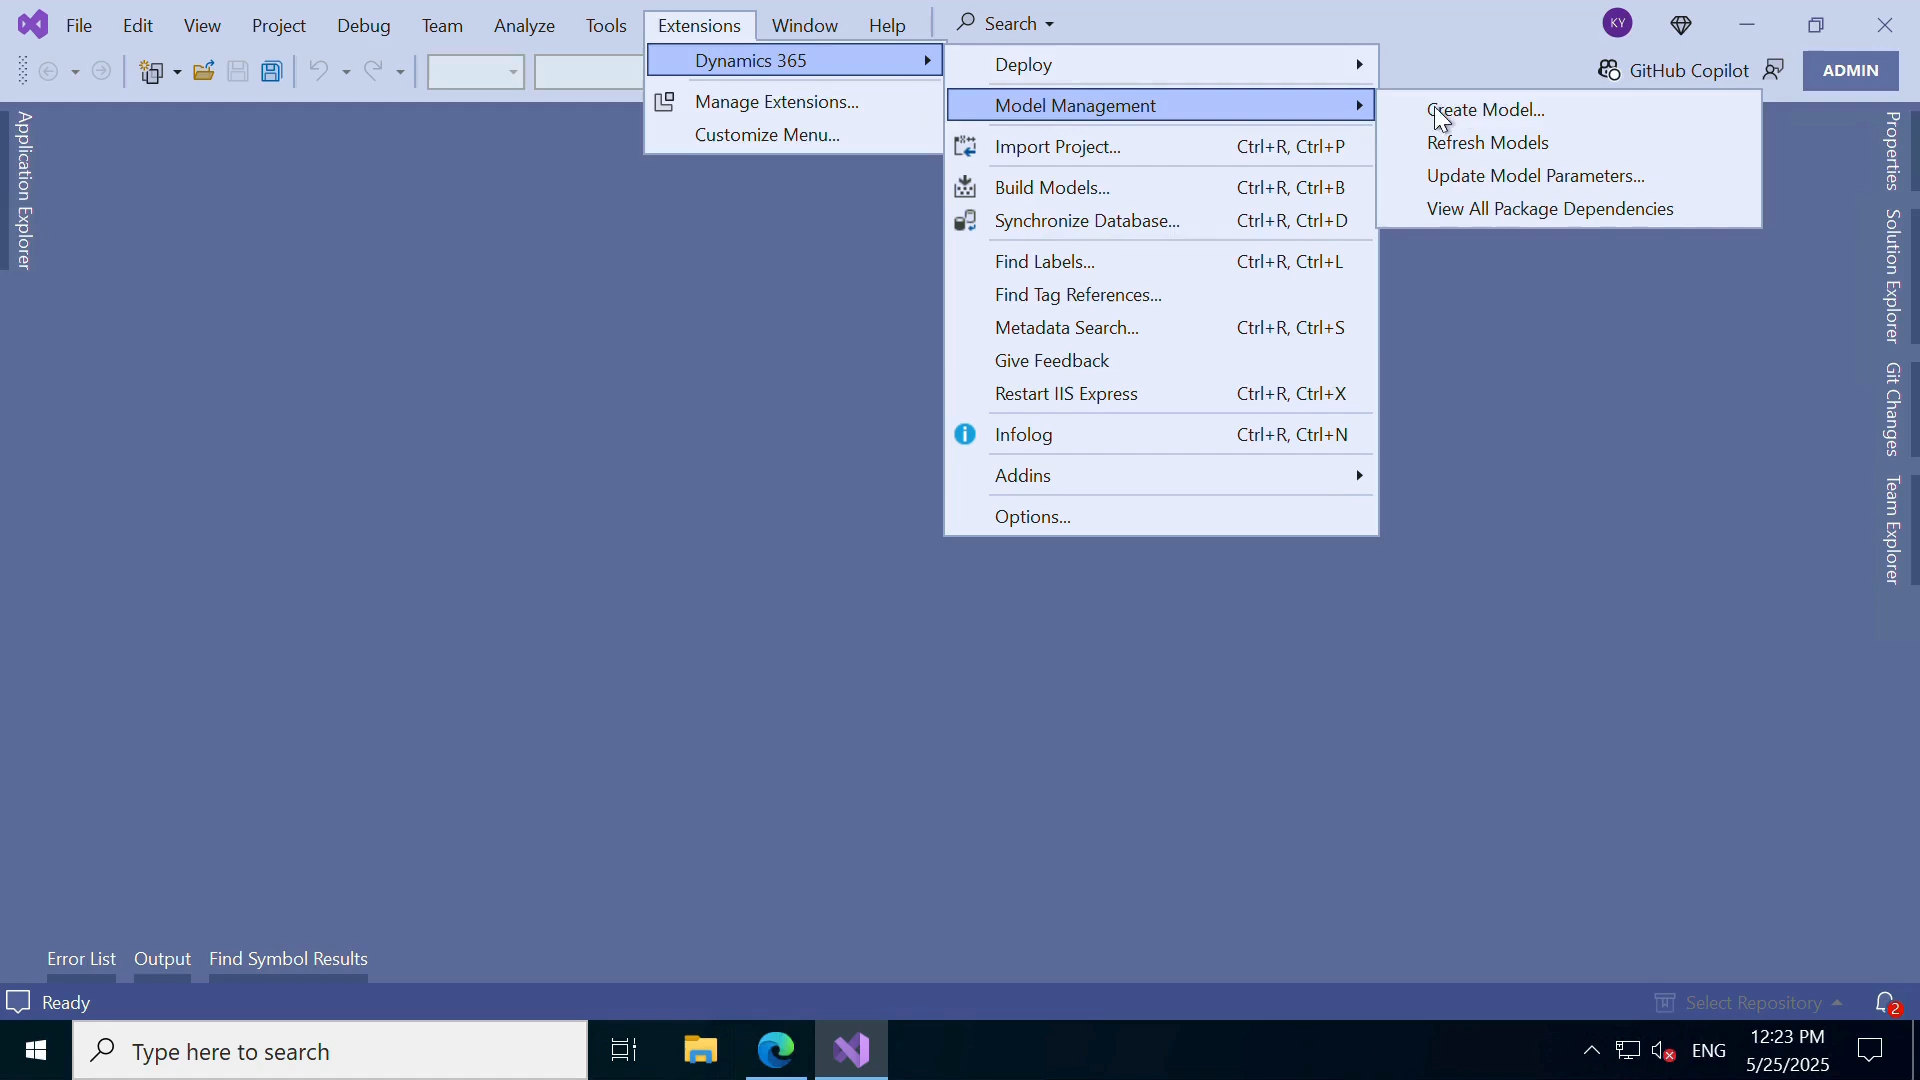 File Edit View Project Debug Team Analyze Tools Extensions Window Help Search KY
GitHub Copilot ADMIN
Dynamics 365
Manage Extensions...
Customize Menu...
Deploy
Model Management
Import Project... Ctrl+R, Ctrl+P
Build Models... Ctrl+R, Ctrl+B
Synchronize Database... Ctrl+R, Ctrl+D
Find Labels... Ctrl+R, Ctrl+L
Find Tag References...
Metadata Search... Ctrl+R, Ctrl+S
Give Feedback
Restart IIS Express Ctrl+R, Ctrl+X
Infolog Ctrl+R, Ctrl+N
Addins
Options...
Create Model...
Refresh Models
Update Model Parameters...
View All Package Dependencies
Application Explorer
Properties
Solution Explorer
Git Changes
Team Explorer
Error List Output Find Symbol Results
Ready Select Repository 2
Type here to search ENG
12:23 PM
5/25/2025